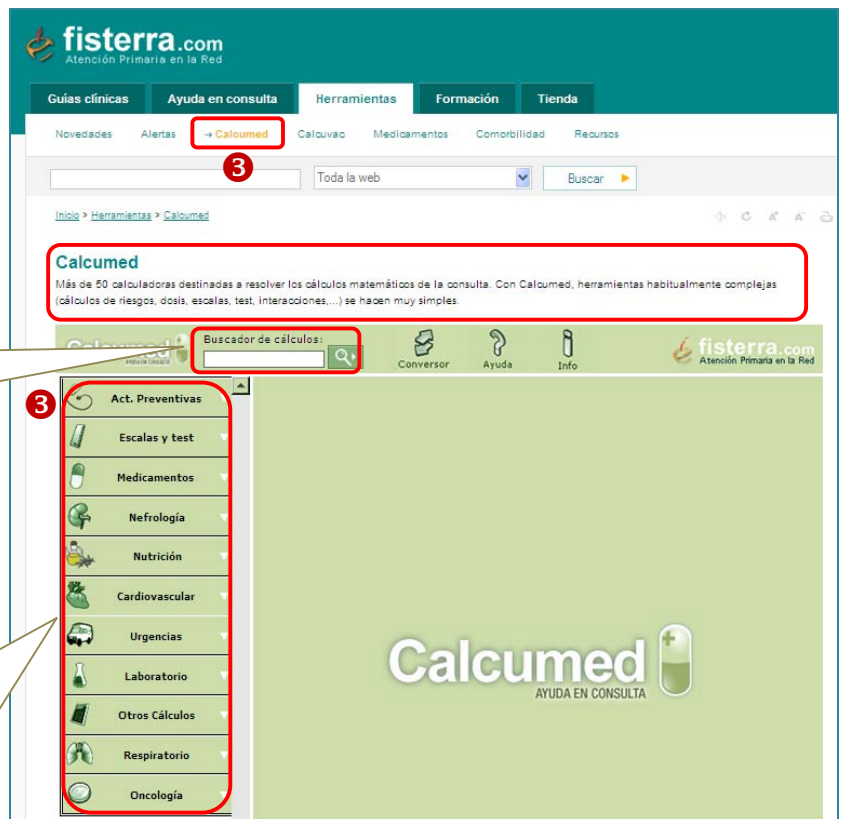 fisterra.com
Atención Primaria en la Red
Guías clínicas Ayuda en consulta Herramientas Formación Tienda
Novedades Alertas → Calcumed Calcuvac Medicamentos Comorbilidad Recursos
3
Toda la web Buscar
Inicio > Herramientas > Calcumed
Calcumed
Más de 50 calculadoras destinadas a resolver los cálculos matemáticos de la consulta. Con Calcumed, herramientas habitualmente complejas
(cálculos de riesgos, dosis, escalas, test, interacciones,...) se hacen muy simples.
Buscador de cálculos:
Conversor Ayuda Info
fisterra.com
Atención Primaria en la Red
3
Act. Preventivas
Escalas y test
Medicamentos
Nefrología
Nutrición
Cardiovascular
Urgencias
Laboratorio
Otros Cálculos
Respiratorio
Oncología
Calcumed
AYUDA EN CONSULTA